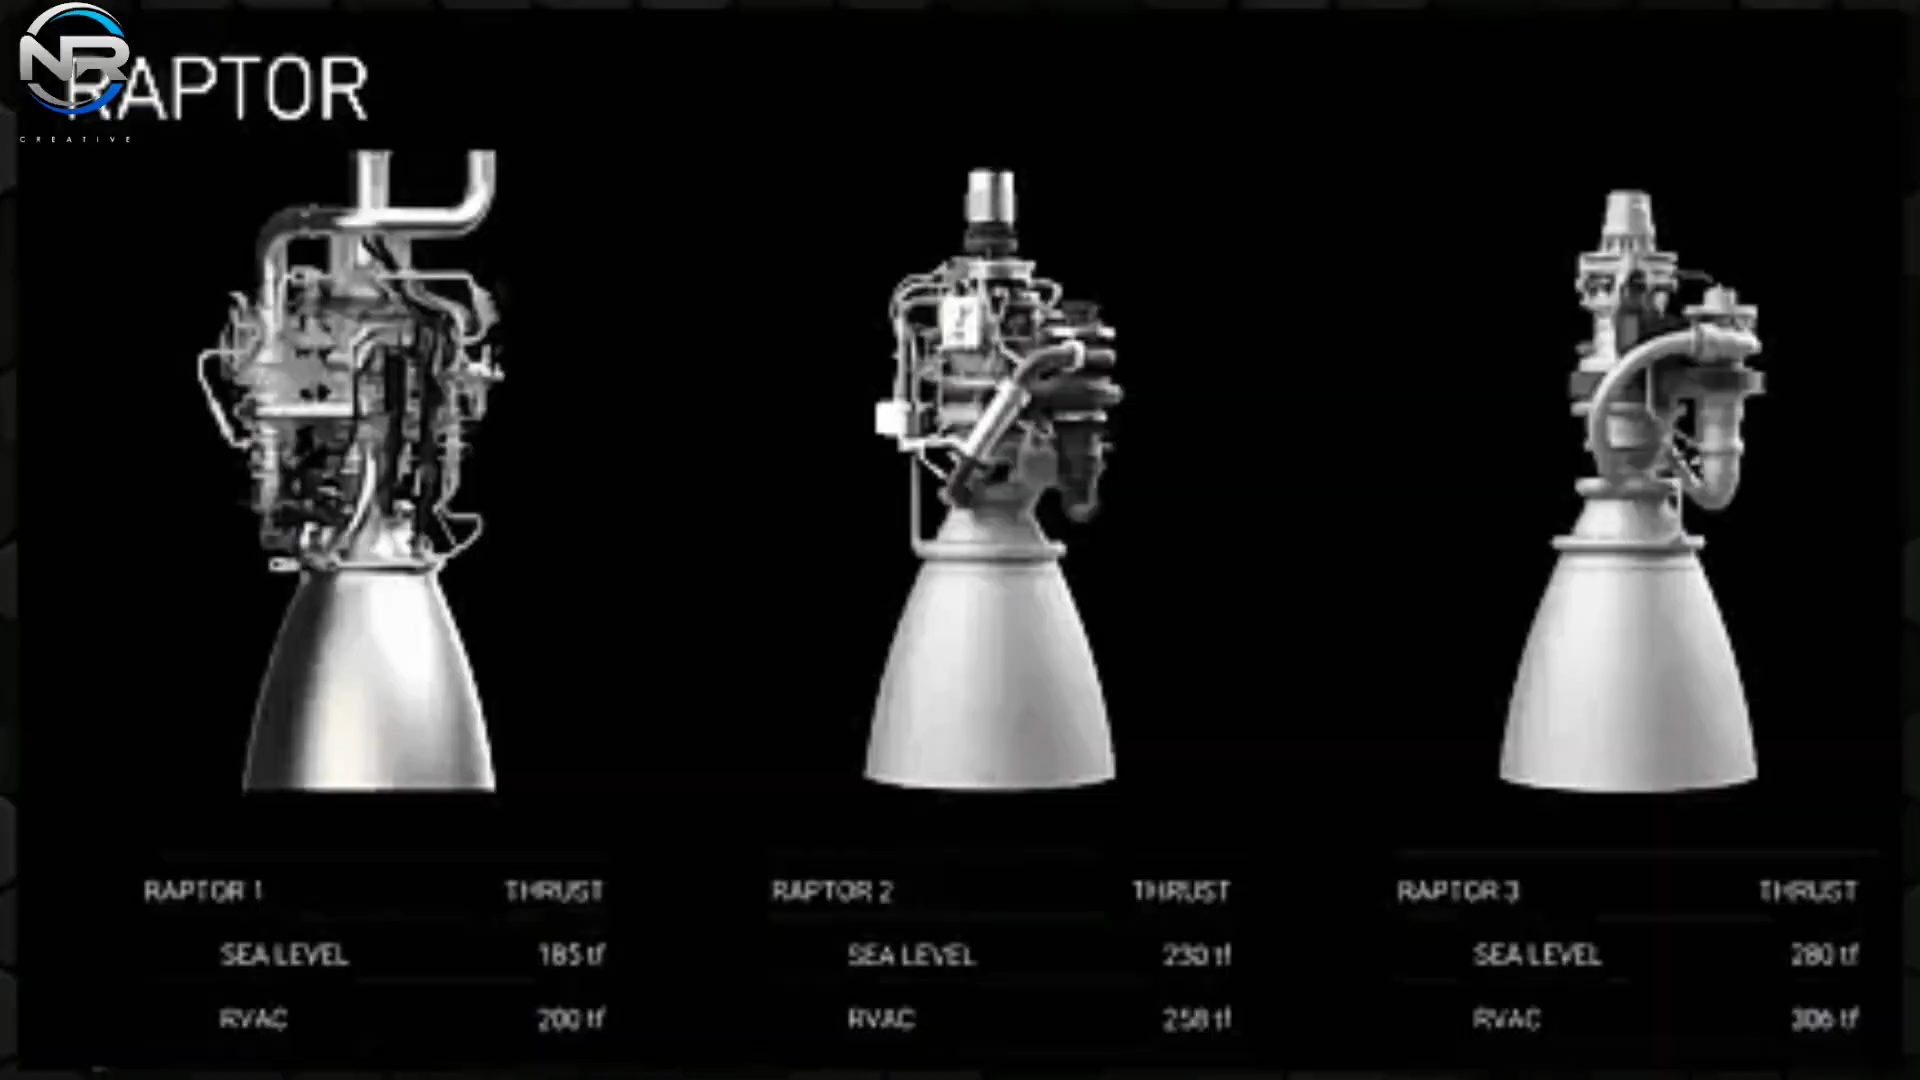 NR
CREATIVE
RAPTOR
RAPTOR 1 THRUST
SEA LEVEL 185 tf
RVAC 200 tf
RAPTOR 2 THRUST
SEA LEVEL 230 tf
RVAC 258 tf
RAPTOR 3 THRUST
SEA LEVEL 280 tf
RVAC 306 tf